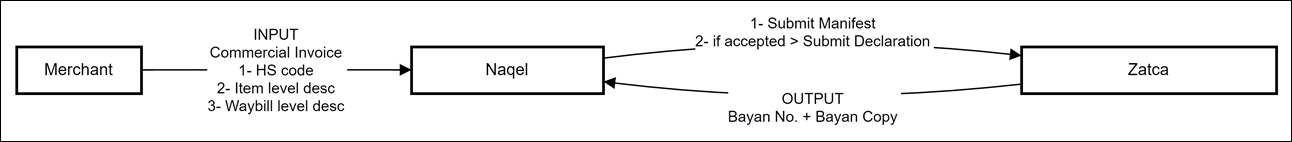 Merchant
INPUT
Commercial Invoice
1- HS code
2- Item level desc
3- Waybill level desc
Naqel
1- Submit Manifest
2- if accepted > Submit Declaration
OUTPUT
Bayan No. + Bayan Copy
Zatca